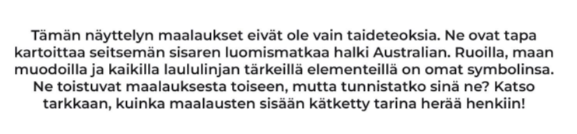 Tämän näyttelyn maalaukset eivät ole vain taideteoksia. Ne ovat tapa
kartoittaa seitsemän sisaren luomismatkaa halki Australian. Ruoilla, maan
muodoilla ja kaikilla laululinjan tärkeillä elementeillä on omat symbolinsa.
Ne toistuvat maalauksesta toiseen, mutta tunnistatko sinä ne? Katso
tarkkaan, kuinka maalausten sisään kätketty tarina herää henkiin!